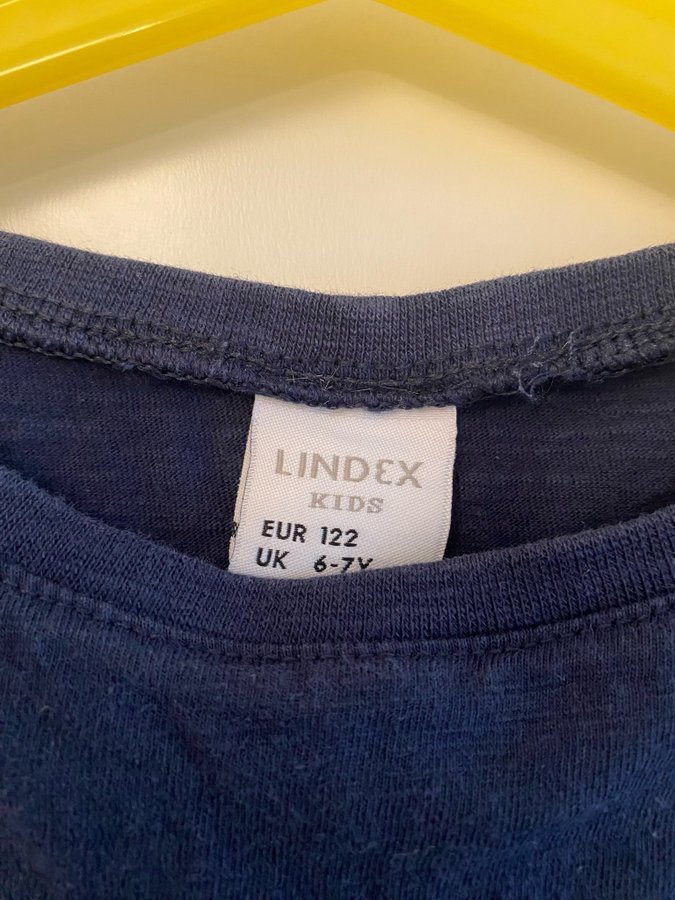 LINDEX
KIDS
EUR 122
UK 6-7Y